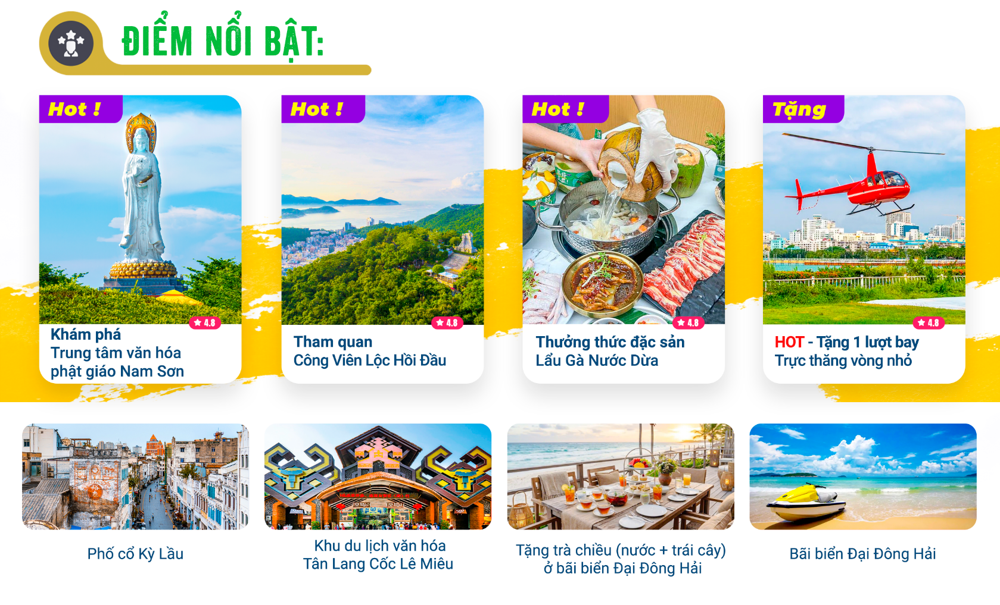 ĐIỂM NỔI BẬT:
Hot !
Hot !
Hot !
Tặng
4.8
4.8
4.8
4.8
Khám phá
Trung tâm văn hóa
phật giáo Nam Sơn
Tham quan
Công Viên Lộc Hồi Đầu
Thưởng thức đặc sản
Lẩu Gà Nước Dừa
HOT - Tặng 1 lượt bay
Trực thăng vòng nhỏ
Phố cổ Kỳ Lầu
Khu du lịch văn hóa
Tân Lang Cốc Lê Miêu
Tặng trà chiều (nước + trái cây)
ở bãi biển Đại Đông Hải
Bãi biển Đại Đông Hải